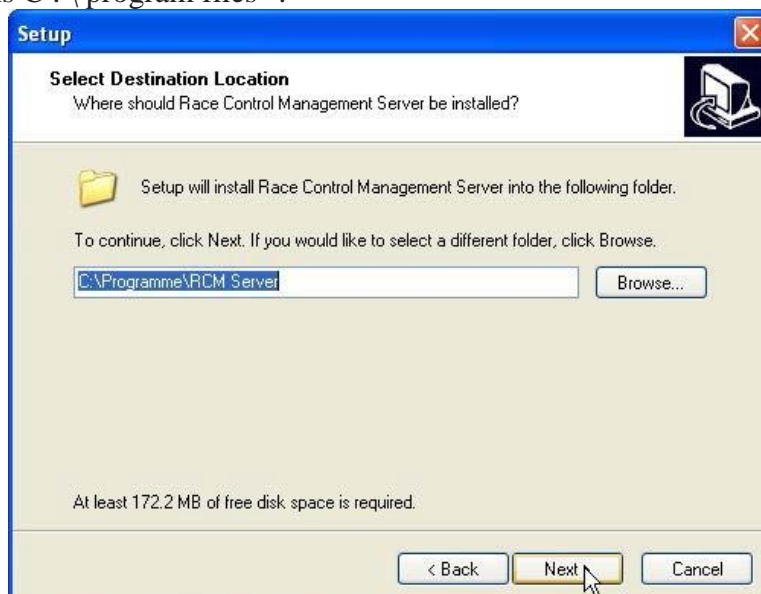 C:\program files".
Setup
Select Destination Location
Where should Race Control Management Server be installed?
Setup will install Race Control Management Server into the following folder.
To continue, click Next. If you would like to select a different folder, click Browse.
C:\Programme\RCM Server
Browse...
At least 172.2 MB of free disk space is required.
< Back
Next
Cancel